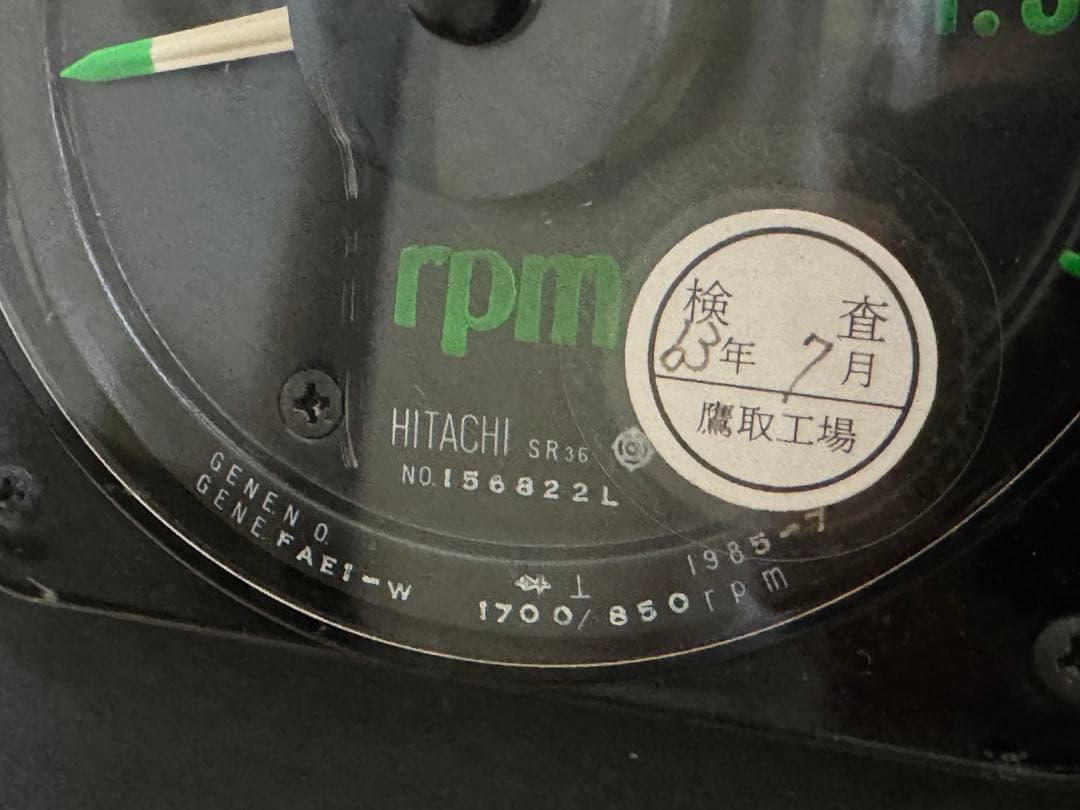 rpm
検 査
63年 7月
鷹取工場
HITACHI SR36
NO.156822L
GENE.NO.
GENE.FAE1-W
1985-7
1700/850rpm